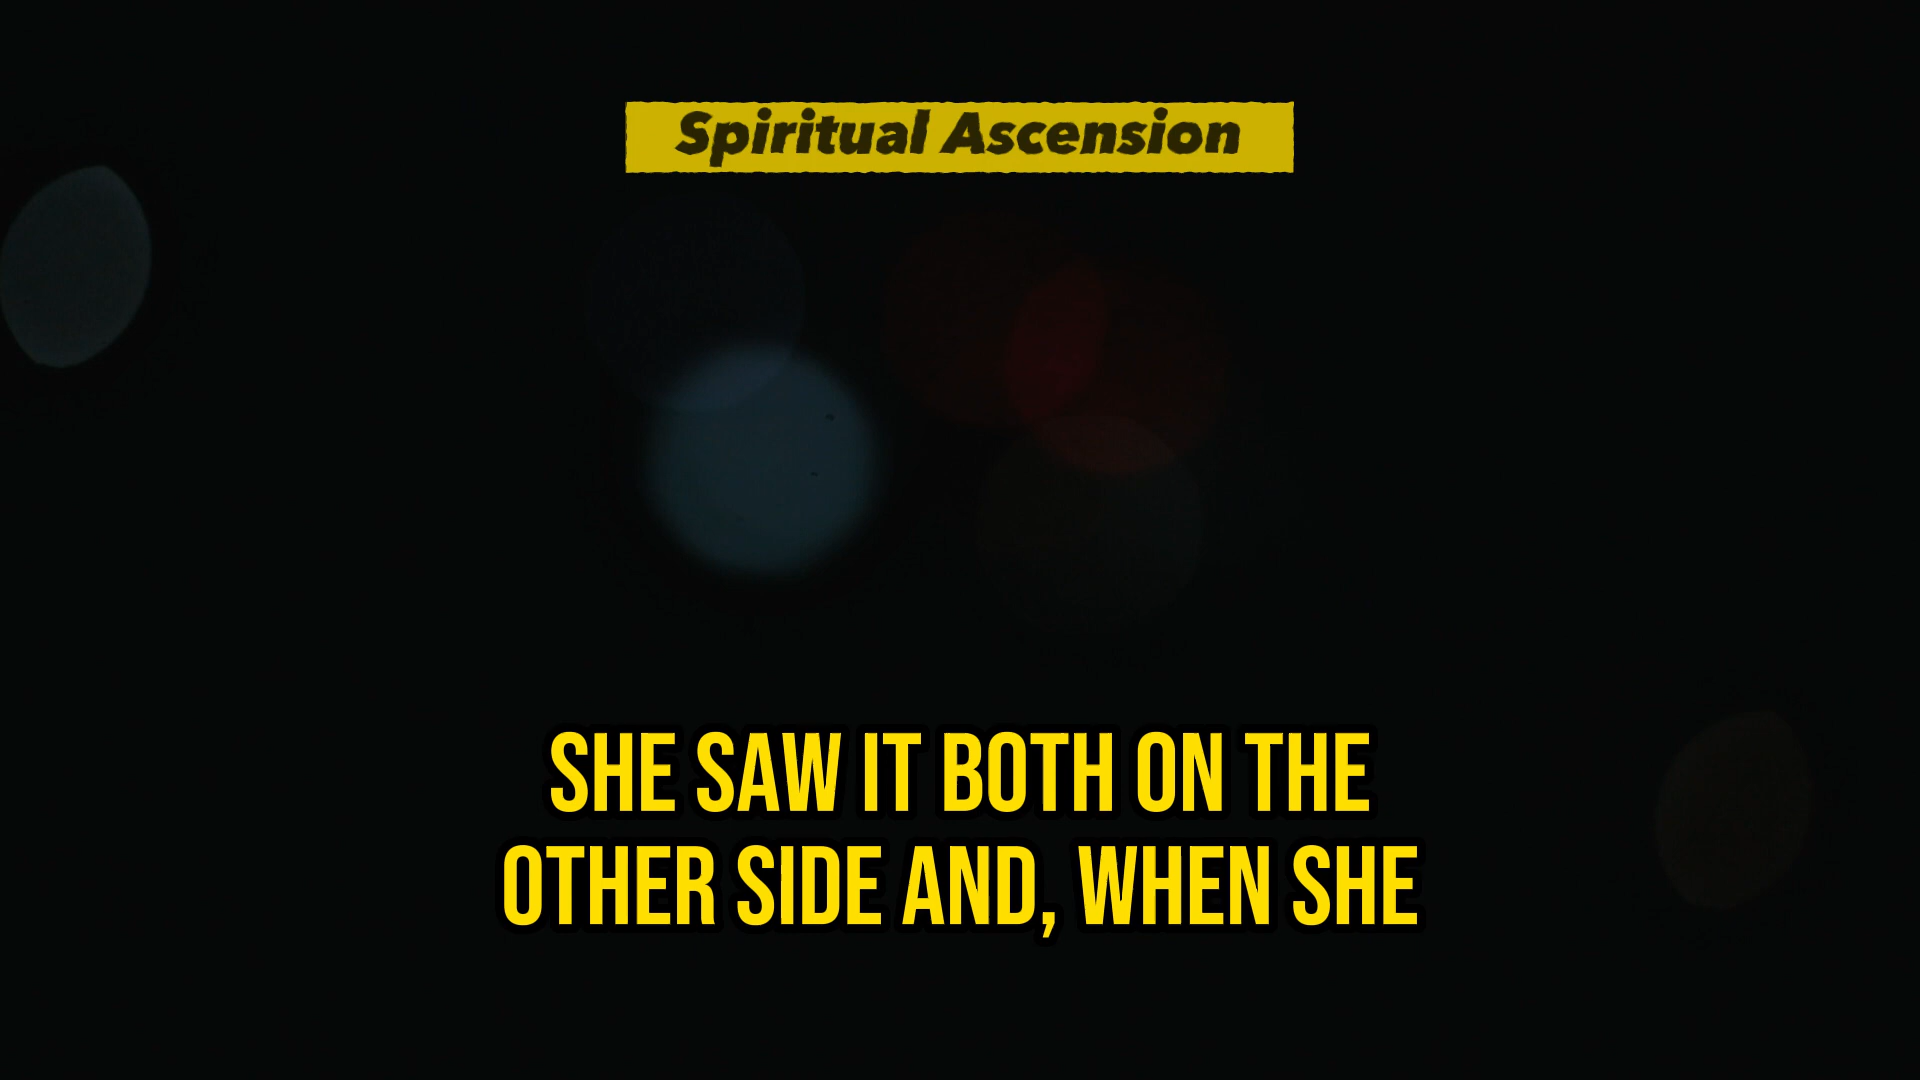 Spiritual Ascension
SHE SAW IT BOTH ON THE
OTHER SIDE AND, WHEN SHE